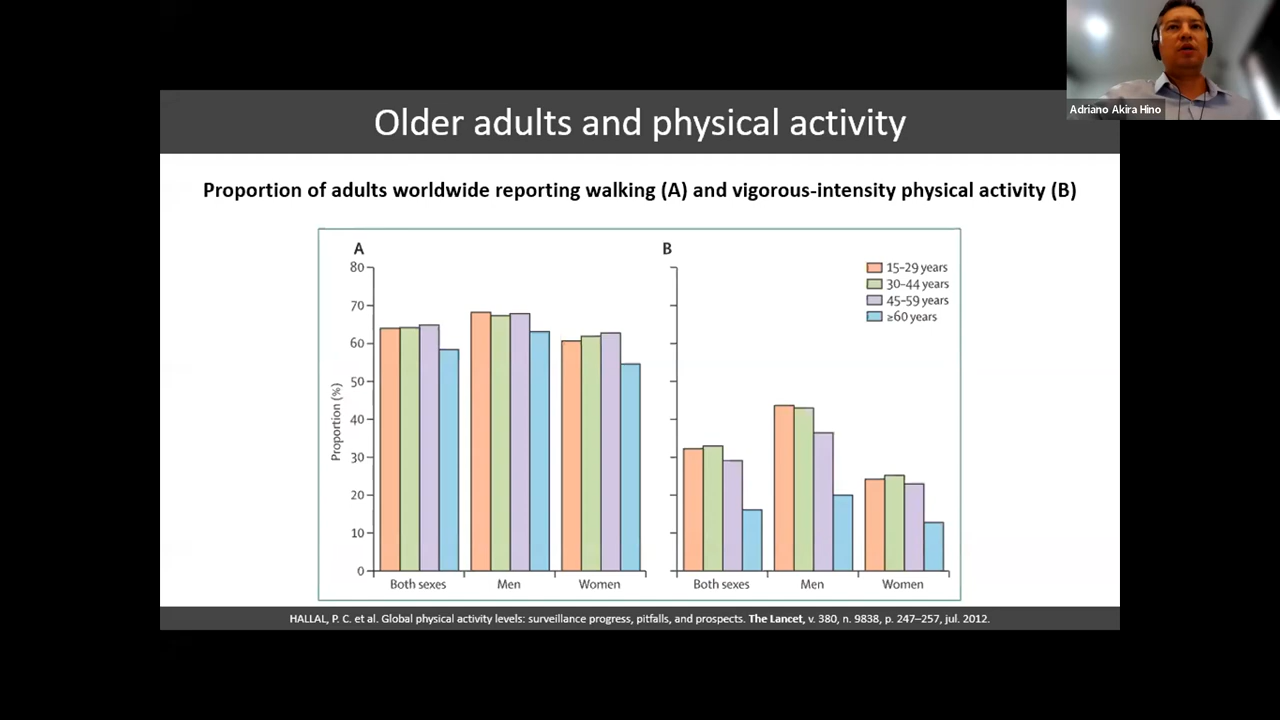 Adriano Akira Hino
Older adults and physical activity
Proportion of adults worldwide reporting walking (A) and vigorous-intensity physical activity (B)
A
80
70
60
50
40
30
20
10
0
Proportion (%)
Both sexes
Men
Women
B
15–29 years
30–44 years
45–59 years
≥60 years
Both sexes
Men
Women
HALLAL, P. C. et al. Global physical activity levels: surveillance progress, pitfalls, and prospects. The Lancet, v. 380, n. 9838, p. 247–257, jul. 2012.